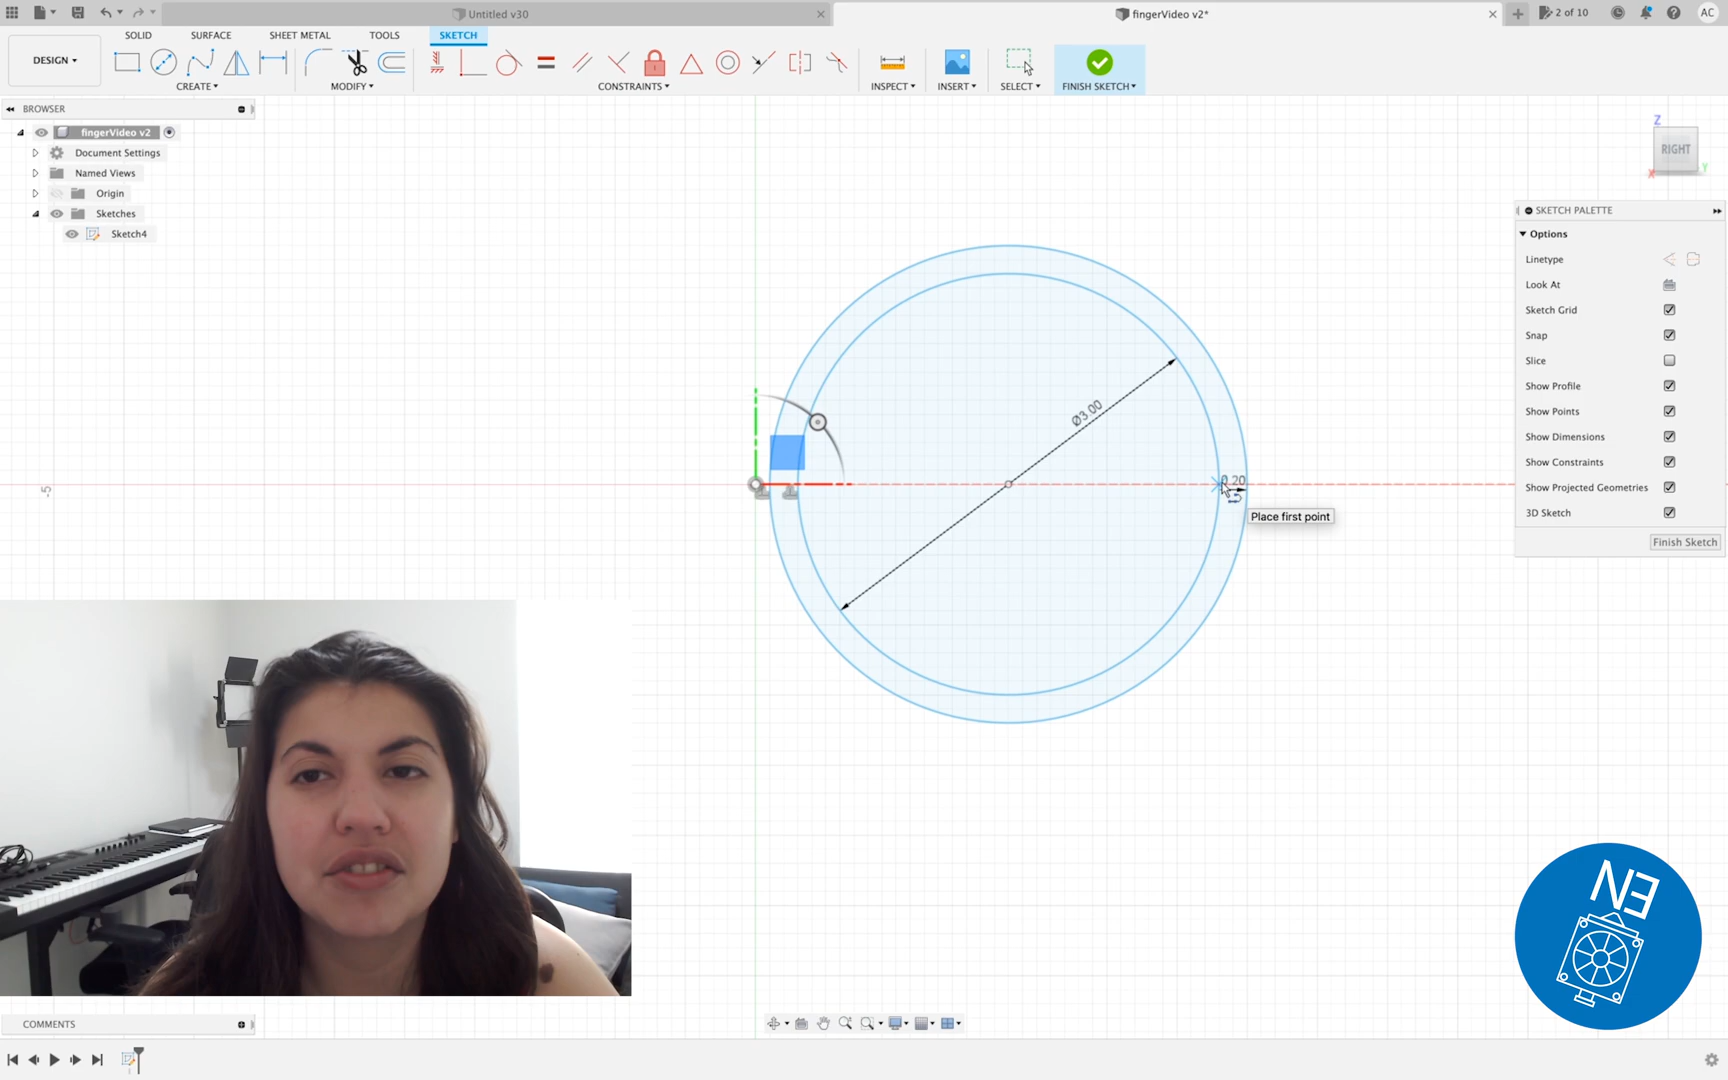 Untitled v30
fingerVideo v2*
2 of 10
AC
DESIGN
SOLID
SURFACE
SHEET METAL
TOOLS
SKETCH
CREATE
MODIFY
CONSTRAINTS
INSPECT
INSERT
SELECT
FINISH SKETCH
BROWSER
fingerVideo v2
Document Settings
Named Views
Origin
Sketches
Sketch4
Z
RIGHT
Y
X
SKETCH PALETTE
Options
Linetype
Look At
Sketch Grid
Snap
Slice
Show Profile
Show Points
Show Dimensions
Show Constraints
Show Projected Geometries
3D Sketch
Finish Sketch
Ø3.00
0.20
Place first point
-5
COMMENTS